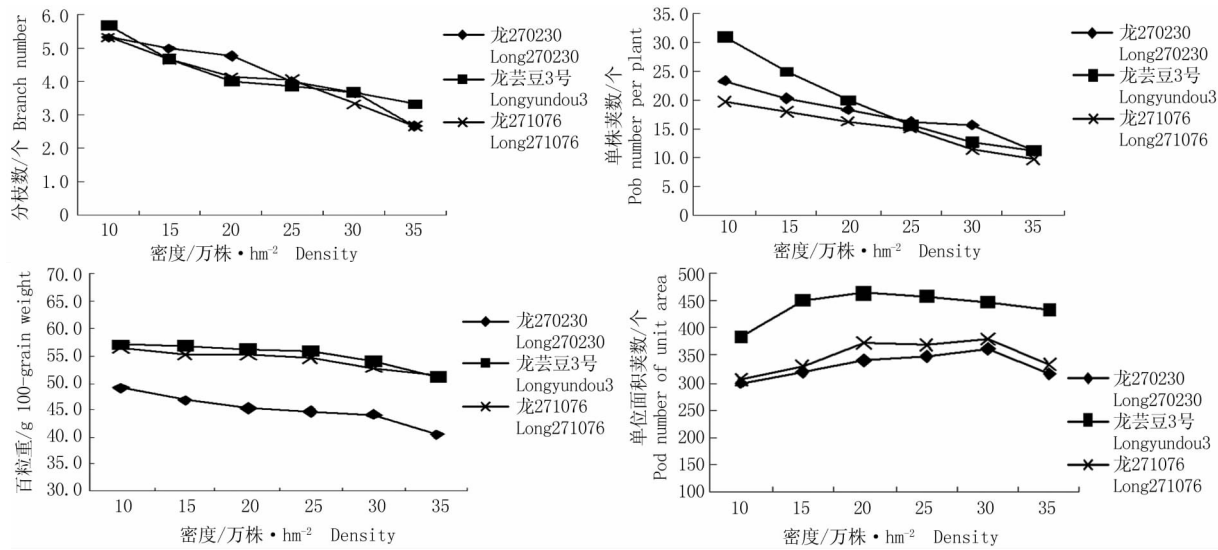 分枝数/个 Branch number
6.0
5.0
4.0
3.0
2.0
1.0
0
10 15 20 25 30 35
密度/万株·hm⁻² Density
龙270230
Long270230
龙芸豆3号
Longyundou3
龙271076
Long271076
单株荚数/个
Pob number per plant
35.0
30.0
25.0
20.0
15.0
10.0
5.0
0
10 15 20 25 30 35
密度/万株·hm⁻² Density
龙270230
Long270230
龙芸豆3号
Longyundou3
龙271076
Long271076
百粒重/g 100-grain weight
70.0
65.0
60.0
55.0
50.0
45.0
40.0
35.0
30.0
10 15 20 25 30 35
密度/万株·hm⁻² Density
龙270230
Long270230
龙芸豆3号
Longyundou3
龙271076
Long271076
单位面积荚数/个
Pod number of unit area
500
450
400
350
300
250
200
150
100
10 15 20 25 30 35
密度/万株·hm⁻² Density
龙270230
Long270230
龙芸豆3号
Longyundou3
龙271076
Long271076